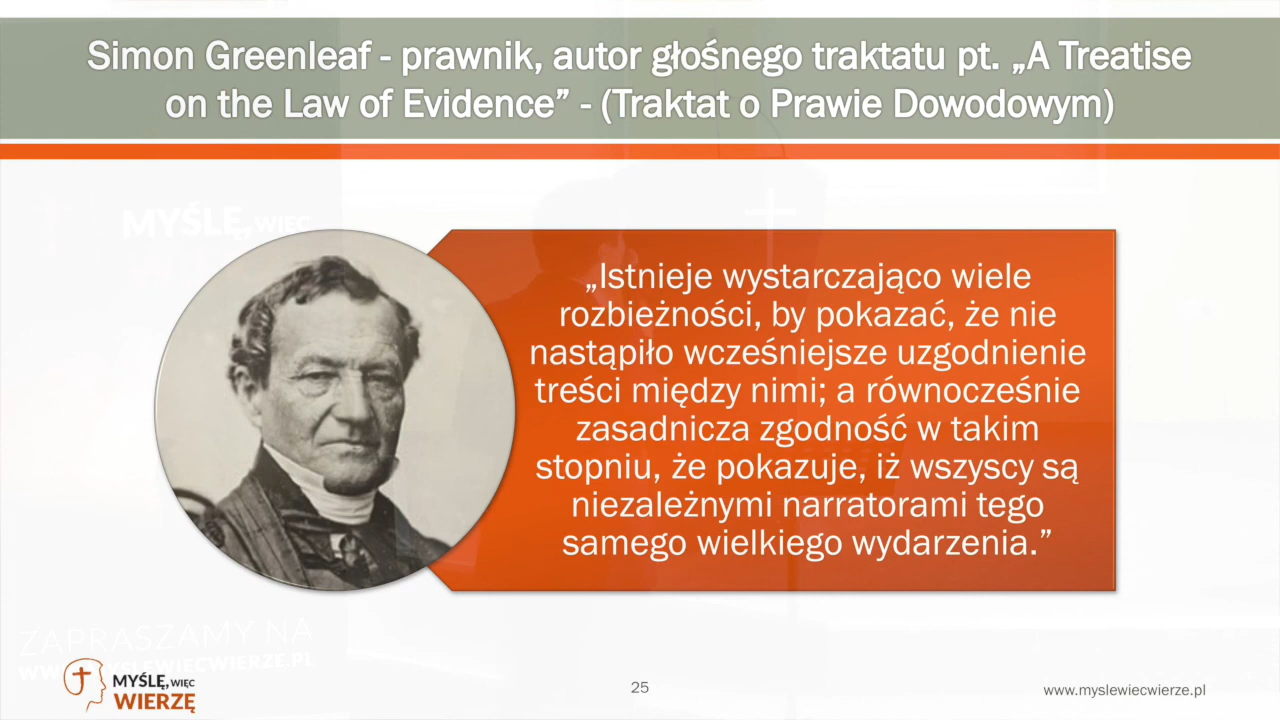 Simon Greenleaf - prawnik, autor głośnego traktatu pt. „A Treatise
on the Law of Evidence” - (Traktat o Prawie Dowodowym)
MYŚLĘ, WIĘC
„Istnieje wystarczająco wiele
rozbieżności, by pokazać, że nie
nastąpiło wcześniejsze uzgodnienie
treści między nimi; a równocześnie
zasadnicza zgodność w takim
stopniu, że pokazuje, iż wszyscy są
niezależnymi narratorami tego
samego wielkiego wydarzenia.”
ZAPRASZAMY NA
WWW.MYSLEWIECWIERZE.PL
MYŚLĘ, WIĘC
WIERZĘ
25
www.myslewiecwierze.pl